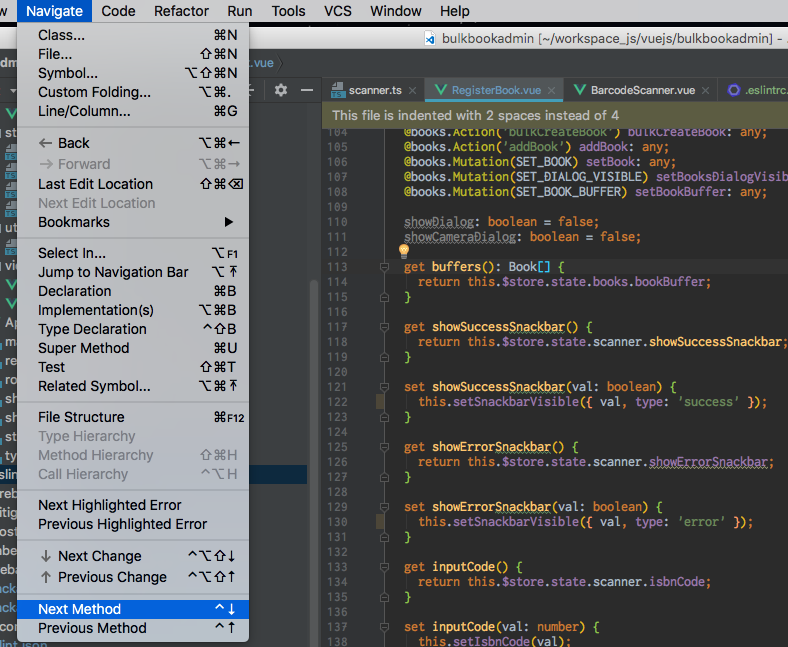 Navigate Code Refactor Run Tools VCS Window Help
bulkbookadmin [~/workspace_js/vuejs/bulkbookadmin] -
Class... ⌘N
File... ⇧⌘N
Symbol... ⌥⇧⌘N
Custom Folding... ⌥⌘.
Line/Column... ⌘G
← Back ⌥⌘←
→ Forward ⌥⌘→
Last Edit Location ⇧⌘⌫
Next Edit Location
Bookmarks ▶
Select In... ⌥F1
Jump to Navigation Bar ⌥↑
Declaration ⌘B
Implementation(s) ⌥⌘B
Type Declaration ^⇧B
Super Method ⌘U
Test ⇧⌘T
Related Symbol... ⌥⌘↑
File Structure ⌘F12
Type Hierarchy
Method Hierarchy ⇧⌘H
Call Hierarchy ^⌥H
Next Highlighted Error
Previous Highlighted Error
↓ Next Change ^⌥⇧↓
↑ Previous Change ^⌥⇧↑
Next Method ^↓
Previous Method ^↑
.vue
scanner.ts RegisterBook.vue BarcodeScanner.vue .eslintrc.
This file is indented with 2 spaces instead of 4
104 @books.Action('bulkCreateBook') bulkCreateBook: any;
105 @books.Action('addBook') addBook: any;
106 @books.Mutation(SET_BOOK) setBook: any;
107 @books.Mutation(SET_DIALOG_VISIBLE) setBooksDialogVisib
108 @books.Mutation(SET_BOOK_BUFFER) setBookBuffer: any;
109
110 showDialog: boolean = false;
111 showCameraDialog: boolean = false;
112
113 get buffers(): Book[] {
114 return this.$store.state.books.bookBuffer;
115 }
116
117 get showSuccessSnackbar() {
118 return this.$store.state.scanner.showSuccessSnackbar;
119 }
120
121 set showSuccessSnackbar(val: boolean) {
122 this.setSnackbarVisible({ val, type: 'success' });
123 }
124
125 get showErrorSnackbar() {
126 return this.$store.state.scanner.showErrorSnackbar;
127 }
128
129 set showErrorSnackbar(val: boolean) {
130 this.setSnackbarVisible({ val, type: 'error' });
131 }
132
133 get inputCode() {
134 return this.$store.state.scanner.isbnCode;
135 }
136
137 set inputCode(val: number) {
138 this.setIsbnCode(val);